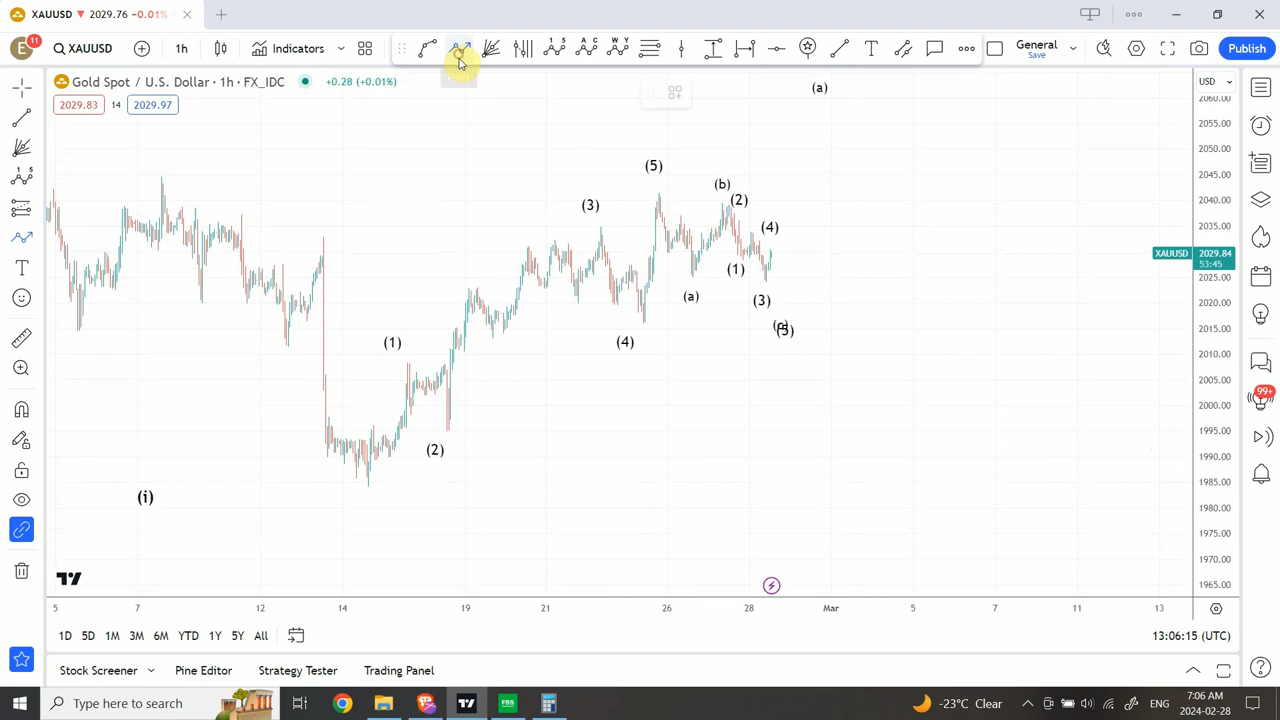 XAUUSD ▼ 2029.76 −0.01%
E 11 XAUUSD 1h Indicators General Save Publish
Gold Spot / U.S. Dollar · 1h · FX_IDC +0.28 (+0.01%)
2029.83 14 2029.97
USD
(a)
2060.00
2055.00
2050.00
2045.00
2040.00
2035.00
XAUUSD 2029.84
53:45
2025.00
2020.00
2015.00
2010.00
2005.00
2000.00
1995.00
1990.00
1985.00
1980.00
1975.00
1970.00
1965.00
(5)
(b)
(3) (2)
(4)
(1)
(a) (3)
(5)
(1) (4)
(2)
(i)
5 7 12 14 19 21 26 28 Mar 5 7 11 13
1D 5D 1M 3M 6M YTD 1Y 5Y All 13:06:15 (UTC)
Stock Screener Pine Editor Strategy Tester Trading Panel
99+
Type here to search FBS -23°C Clear ENG 7:06 AM
2024-02-28